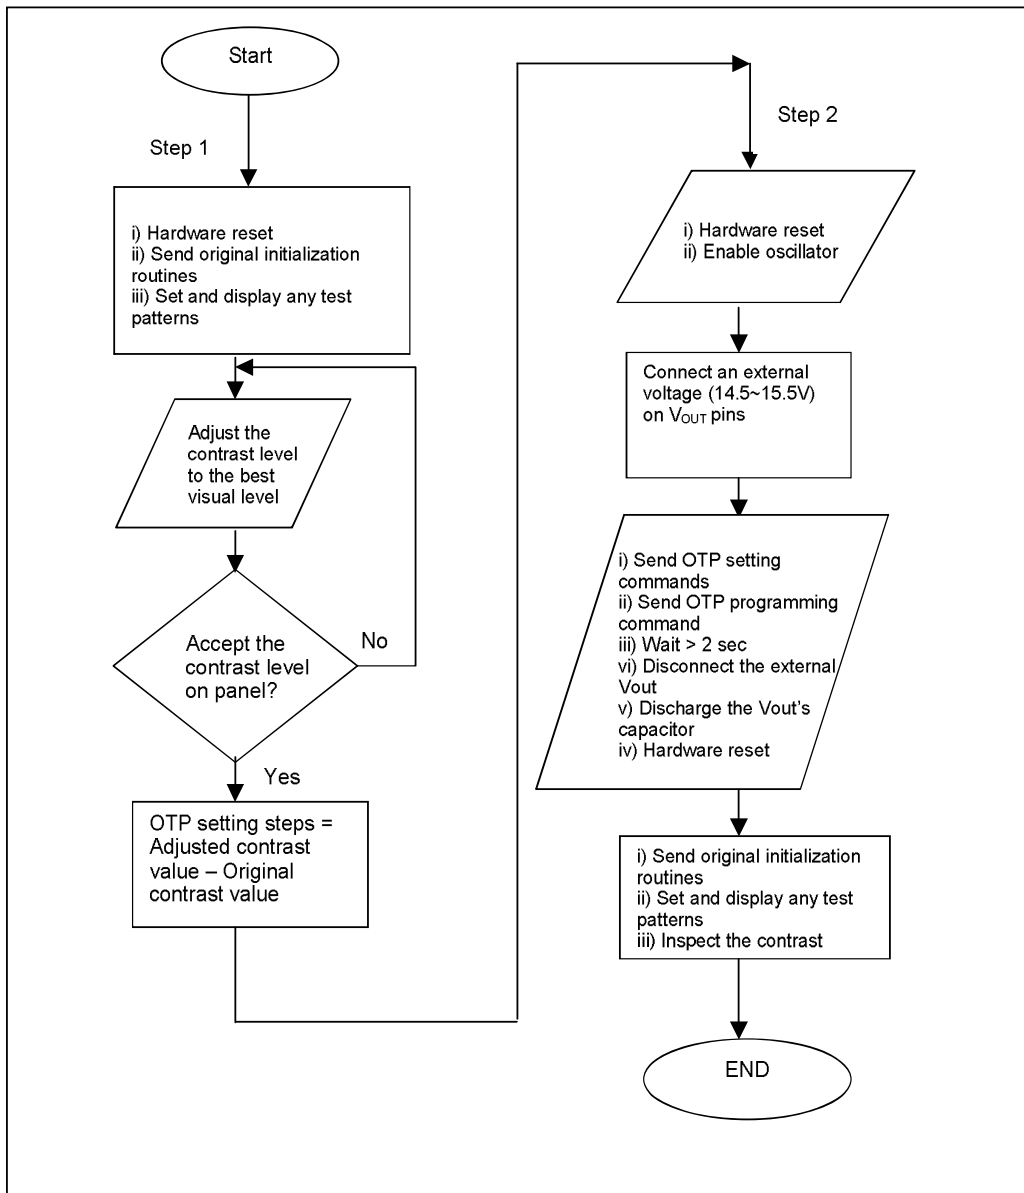 Start
Step 1
i) Hardware reset
ii) Send original initialization
routines
iii) Set and display any test
patterns
Adjust the
contrast level
to the best
visual level
Accept the
contrast level
on panel?
No
Yes
OTP setting steps =
Adjusted contrast
value – Original
contrast value
Step 2
i) Hardware reset
ii) Enable oscillator
Connect an external
voltage (14.5~15.5V)
on VOUT pins
i) Send OTP setting
commands
ii) Send OTP programming
command
iii) Wait > 2 sec
vi) Disconnect the external
Vout
v) Discharge the Vout's
capacitor
iv) Hardware reset
i) Send original initialization
routines
ii) Set and display any test
patterns
iii) Inspect the contrast
END